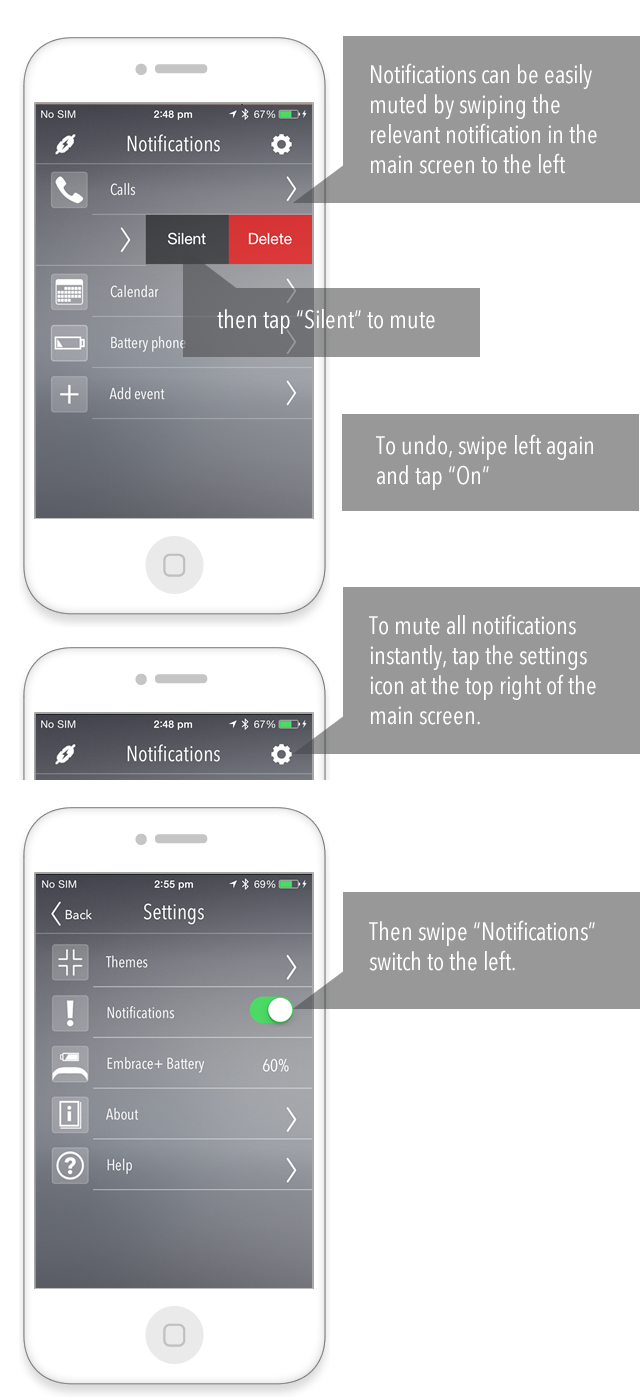 No SIM 2:48 pm 67%
Notifications
Calls
Silent Delete
Calendar
Battery phone
Add event
Notifications can be easily
muted by swiping the
relevant notification in the
main screen to the left
then tap “Silent” to mute
To undo, swipe left again
and tap “On”
No SIM 2:48 pm 67%
Notifications
To mute all notifications
instantly, tap the settings
icon at the top right of the
main screen.
No SIM 2:55 pm 69%
Back Settings
Themes
Notifications
Embrace+ Battery 60%
About
Help
Then swipe “Notifications”
switch to the left.